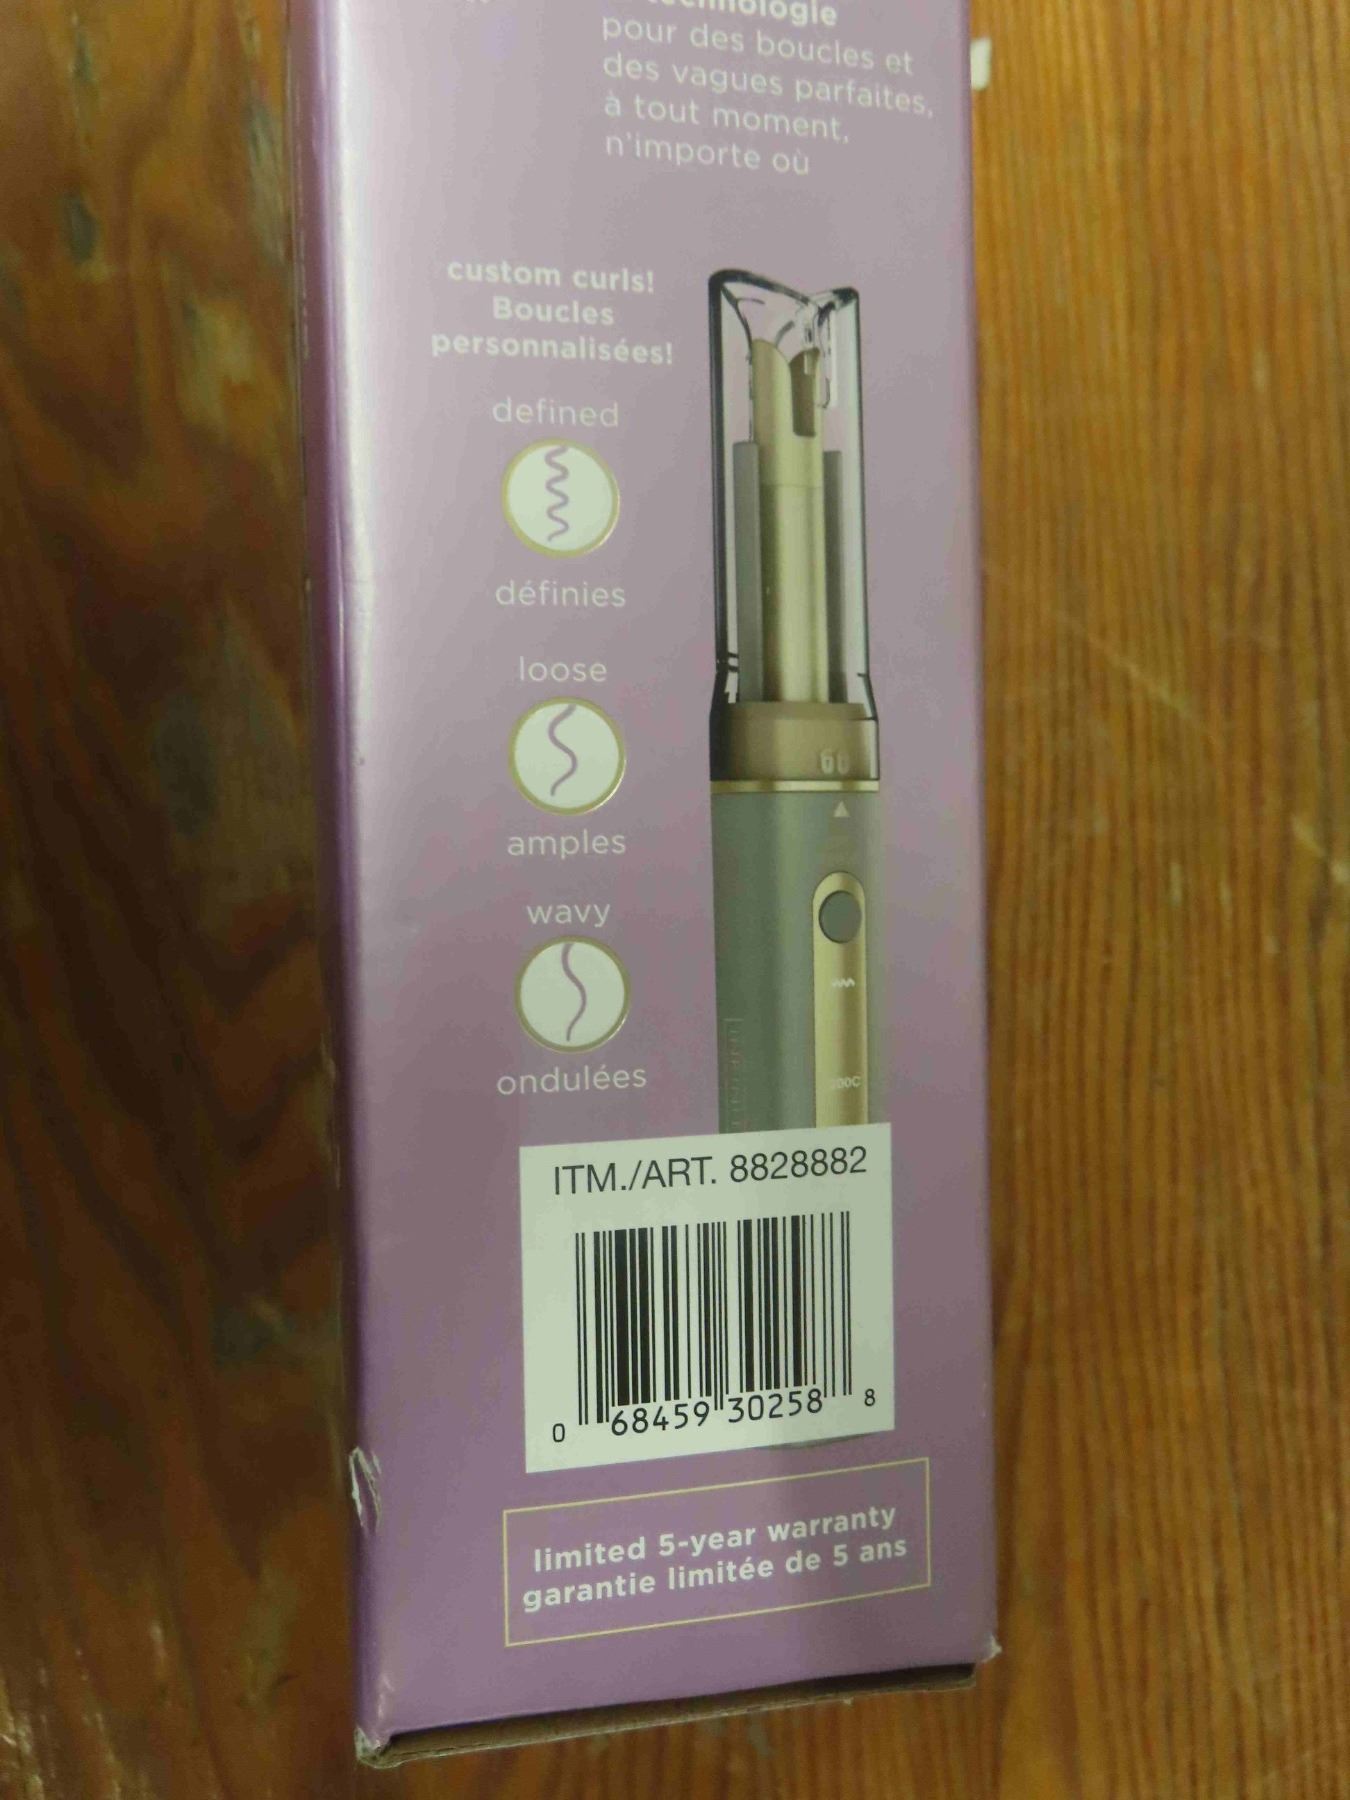 technologie
pour des boucles et
des vagues parfaites,
à tout moment,
n'importe où
custom curls!
Boucles
personnalisées!
defined
définies
loose
amples
wavy
ondulées
ITM./ART. 8828882
0 68459 30258 8
limited 5-year warranty
garantie limitée de 5 ans